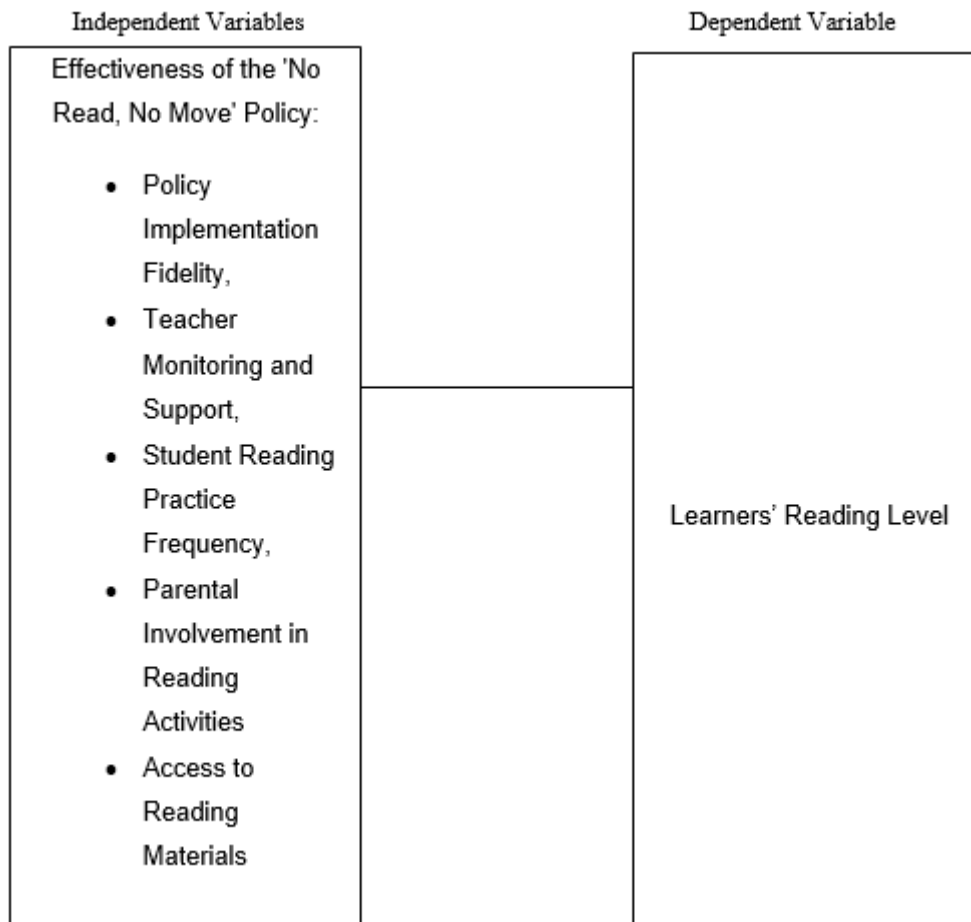 Independent Variables
Dependent Variable
Effectiveness of the 'No
Read, No Move' Policy:
• Policy
Implementation
Fidelity,
• Teacher
Monitoring and
Support,
• Student Reading
Practice
Frequency,
• Parental
Involvement in
Reading
Activities
• Access to
Reading
Materials
Learners’ Reading Level